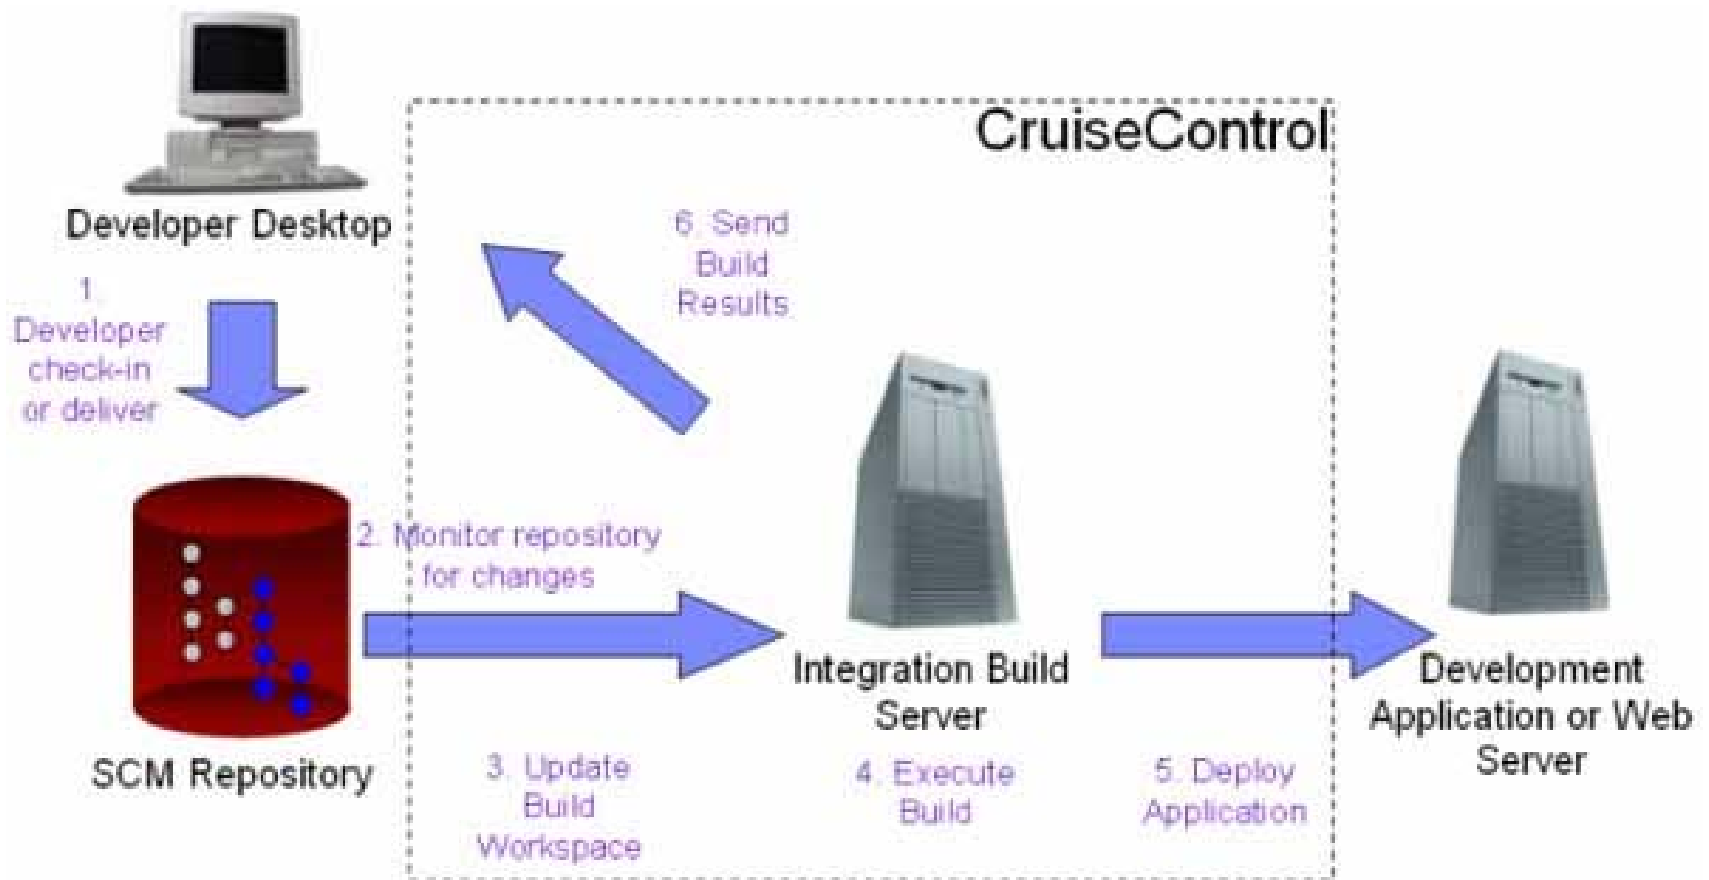 CruiseControl
Developer Desktop
1.
Developer
check-in
or deliver
6. Send
Build
Results
2. Monitor repository
for changes
SCM Repository
Integration Build
Server
Development
Application or Web
Server
3. Update
Build
Workspace
4. Execute
Build
5. Deploy
Application